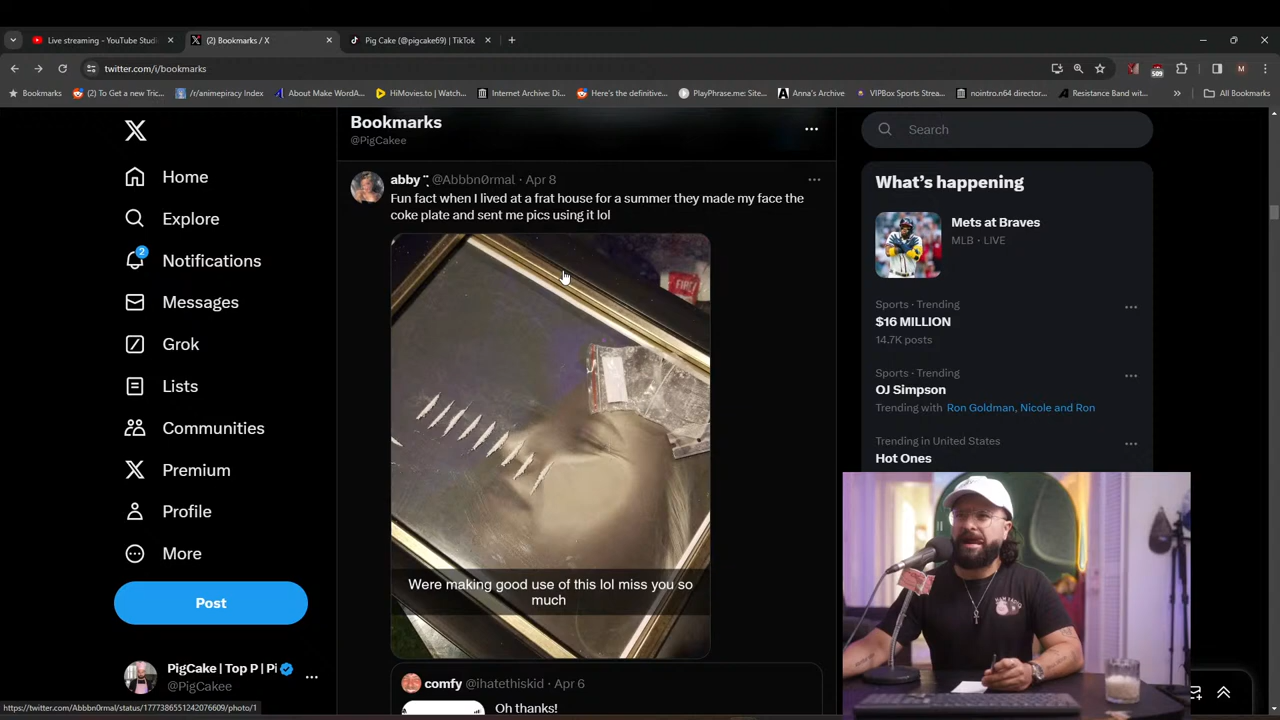 Live streaming - YouTube Studi
(2) Bookmarks / X
Pig Cake (@pigcake69) | TikTok
twitter.com/i/bookmarks
509
M
Bookmarks
(2) To Get a new Tric...
/r/animepiracy Index
About Make WordA...
HiMovies.to | Watch...
Internet Archive: Di...
Here's the definitive...
PlayPhrase.me: Site...
Anna's Archive
VIPBox Sports Strea...
nointro.n64 director...
Resistance Band wit...
All Bookmarks
Home
Explore
2
Notifications
Messages
Grok
Lists
Communities
Premium
Profile
More
Post
PigCake | Top P | Pi
@PigCakee
Bookmarks
@PigCakee
abby ¨̮ @Abbbn0rmal · Apr 8
Fun fact when I lived at a frat house for a summer they made my face the
coke plate and sent me pics using it lol
FIRE
Were making good use of this lol miss you so
much
comfy @ihatethiskid · Apr 6
Oh thanks!
Search
What's happening
Mets at Braves
MLB · LIVE
Sports · Trending
$16 MILLION
14.7K posts
Sports · Trending
OJ Simpson
Trending with Ron Goldman, Nicole and Ron
Trending in United States
Hot Ones
https://twitter.com/Abbbn0rmal/status/1777386551242076609/photo/1